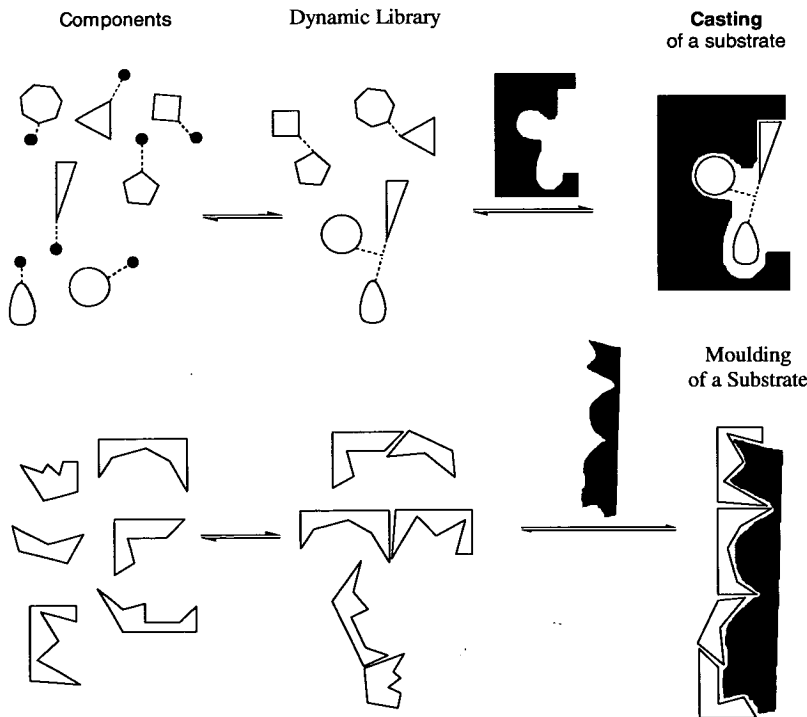 Components
Dynamic Library
Casting
of a substrate
Moulding
of a Substrate